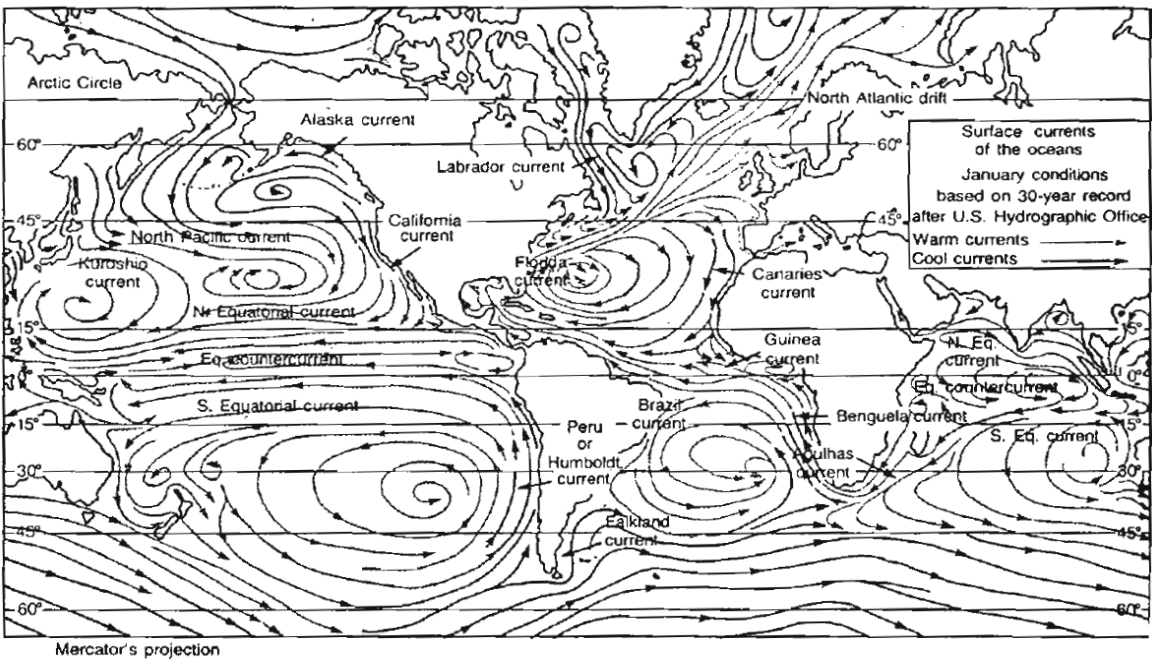 Arctic Circle
Alaska current
North Atlantic drift
60°
60°
Labrador current
Surface currents
of the oceans
January conditions
based on 30-year record
after U.S. Hydrographic Office
Warm currents
Cool currents
45°
45°
California
current
North Pacific current
Kuroshio
current
Florida
current
Canaries
current
N. Equatorial current
15°
15°
Guinea
current
N. Eq.
current
Eq. countercurrent
0°
Eq. countercurrent
S. Equatorial current
Brazil
current
Benguela current
15°
15°
Peru
or
Humboldt
current
S. Eq. current
Agulhas
current
30°
30°
Falkland
current
45°
45°
60°
60°
Mercator's projection